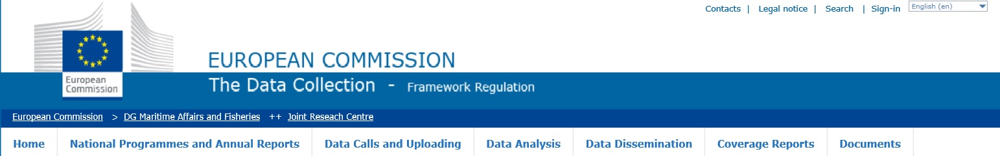 Contacts | Legal notice | Search | Sign-in English (en)
EUROPEAN COMMISSION
European
Commission
The Data Collection - Framework Regulation
European Commission > DG Maritime Affairs and Fisheries ++ Joint Reseach Centre
Home National Programmes and Annual Reports Data Calls and Uploading Data Analysis Data Dissemination Coverage Reports Documents